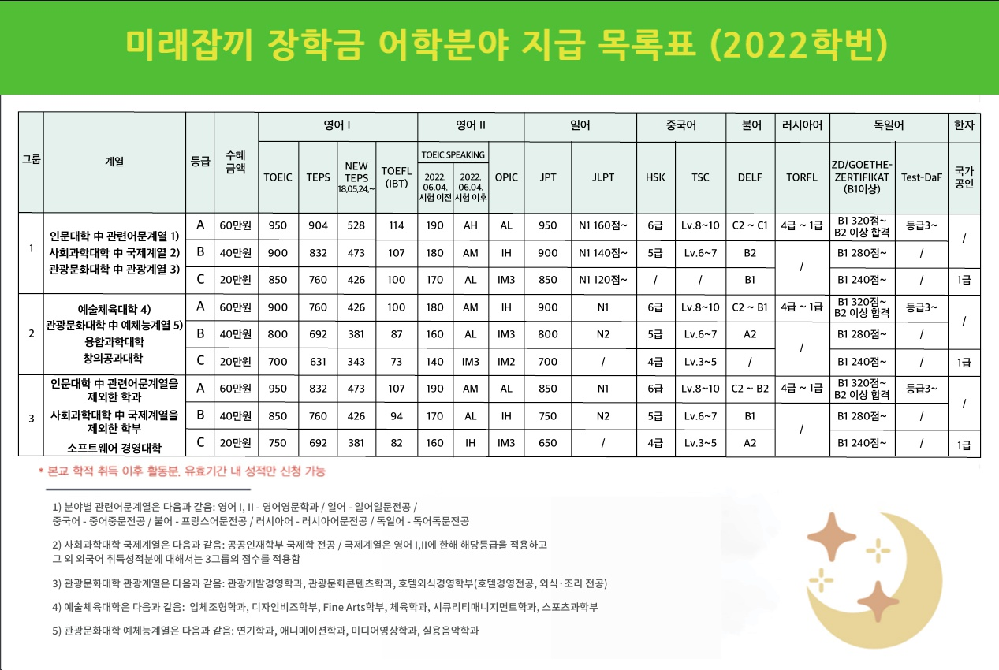 미래잡끼 장학금 어학분야 지급 목록표 (2022학번)
그룹 계열 등급 수혜 금액 영어 I 영어 II 일어 중국어 불어 러시아어 독일어 한자
TOEIC TEPS NEW TEPS 18,05,24,~ TOEFL (IBT) TOEIC SPEAKING 2022. 06.04. 시험 이전 2022. 06.04. 시험 이후 OPIC JPT JLPT HSK TSC DELF TORFL ZD/GOETHE-ZERTIFIKAT (B1이상) Test-DaF 국가 공인
1
인문대학 中 관련어문계열 1)
사회과학대학 中 국제계열 2)
관광문화대학 中 관광계열 3)
A 60만원 950 904 528 114 190 AH AL 950 N1 160점~ 6급 Lv.8~10 C2 ~ C1 4급 ~ 1급 B1 320점~ B2 이상 합격 등급3~ /
B 40만원 900 832 473 107 180 AM IH 900 N1 140점~ 5급 Lv.6~7 B2 / B1 280점~ /
C 20만원 850 760 426 100 170 AL IM3 850 N1 120점~ / / B1 B1 240점~ / 1급
2
예술체육대학 4)
관광문화대학 中 예체능계열 5)
융합과학대학
창의공과대학
A 60만원 900 760 426 100 180 AM IH 900 N1 6급 Lv.8~10 C2 ~ B1 4급 ~ 1급 B1 320점~ B2 이상 합격 등급3~ /
B 40만원 800 692 381 87 160 AL IM3 800 N2 5급 Lv.6~7 A2 / B1 280점~ /
C 20만원 700 631 343 73 140 IM3 IM2 700 / 4급 Lv.3~5 / B1 240점~ / 1급
3
인문대학 中 관련어문계열을
제외한 학과
사회과학대학 中 국제계열을
제외한 학부
소프트웨어 경영대학
A 60만원 950 832 473 107 190 AM AL 850 N1 6급 Lv.8~10 C2 ~ B2 4급 ~ 1급 B1 320점~ B2 이상 합격 등급3~ /
B 40만원 850 760 426 94 170 AL IH 750 N2 5급 Lv.6~7 B1 / B1 280점~ /
C 20만원 750 692 381 82 160 IH IM3 650 / 4급 Lv.3~5 A2 B1 240점~ / 1급
* 본교 학적 취득 이후 활동분, 유효기간 내 성적만 신청 가능
1) 분야별 관련어문계열은 다음과 같음: 영어 I, II - 영어영문학과 / 일어 - 일어일문전공 /
중국어 - 중어중문전공 / 불어 - 프랑스어문전공 / 러시아어 - 러시아어문전공 / 독일어 - 독어독문전공
2) 사회과학대학 국제계열은 다음과 같음: 공공인재학부 국제학 전공 / 국제계열은 영어 I,II에 한해 해당등급을 적용하고
그 외 외국어 취득성적분에 대해서는 3그룹의 점수를 적용함
3) 관광문화대학 관광계열은 다음과 같음: 관광개발경영학과, 관광문화콘텐츠학과, 호텔외식경영학부(호텔경영전공, 외식·조리 전공)
4) 예술체육대학은 다음과 같음: 입체조형학과, 디자인비즈학부, Fine Arts학부, 체육학과, 시큐리티매니지먼트학과, 스포츠과학부
5) 관광문화대학 예체능계열은 다음과 같음: 연기학과, 애니메이션학과, 미디어영상학과, 실용음악학과